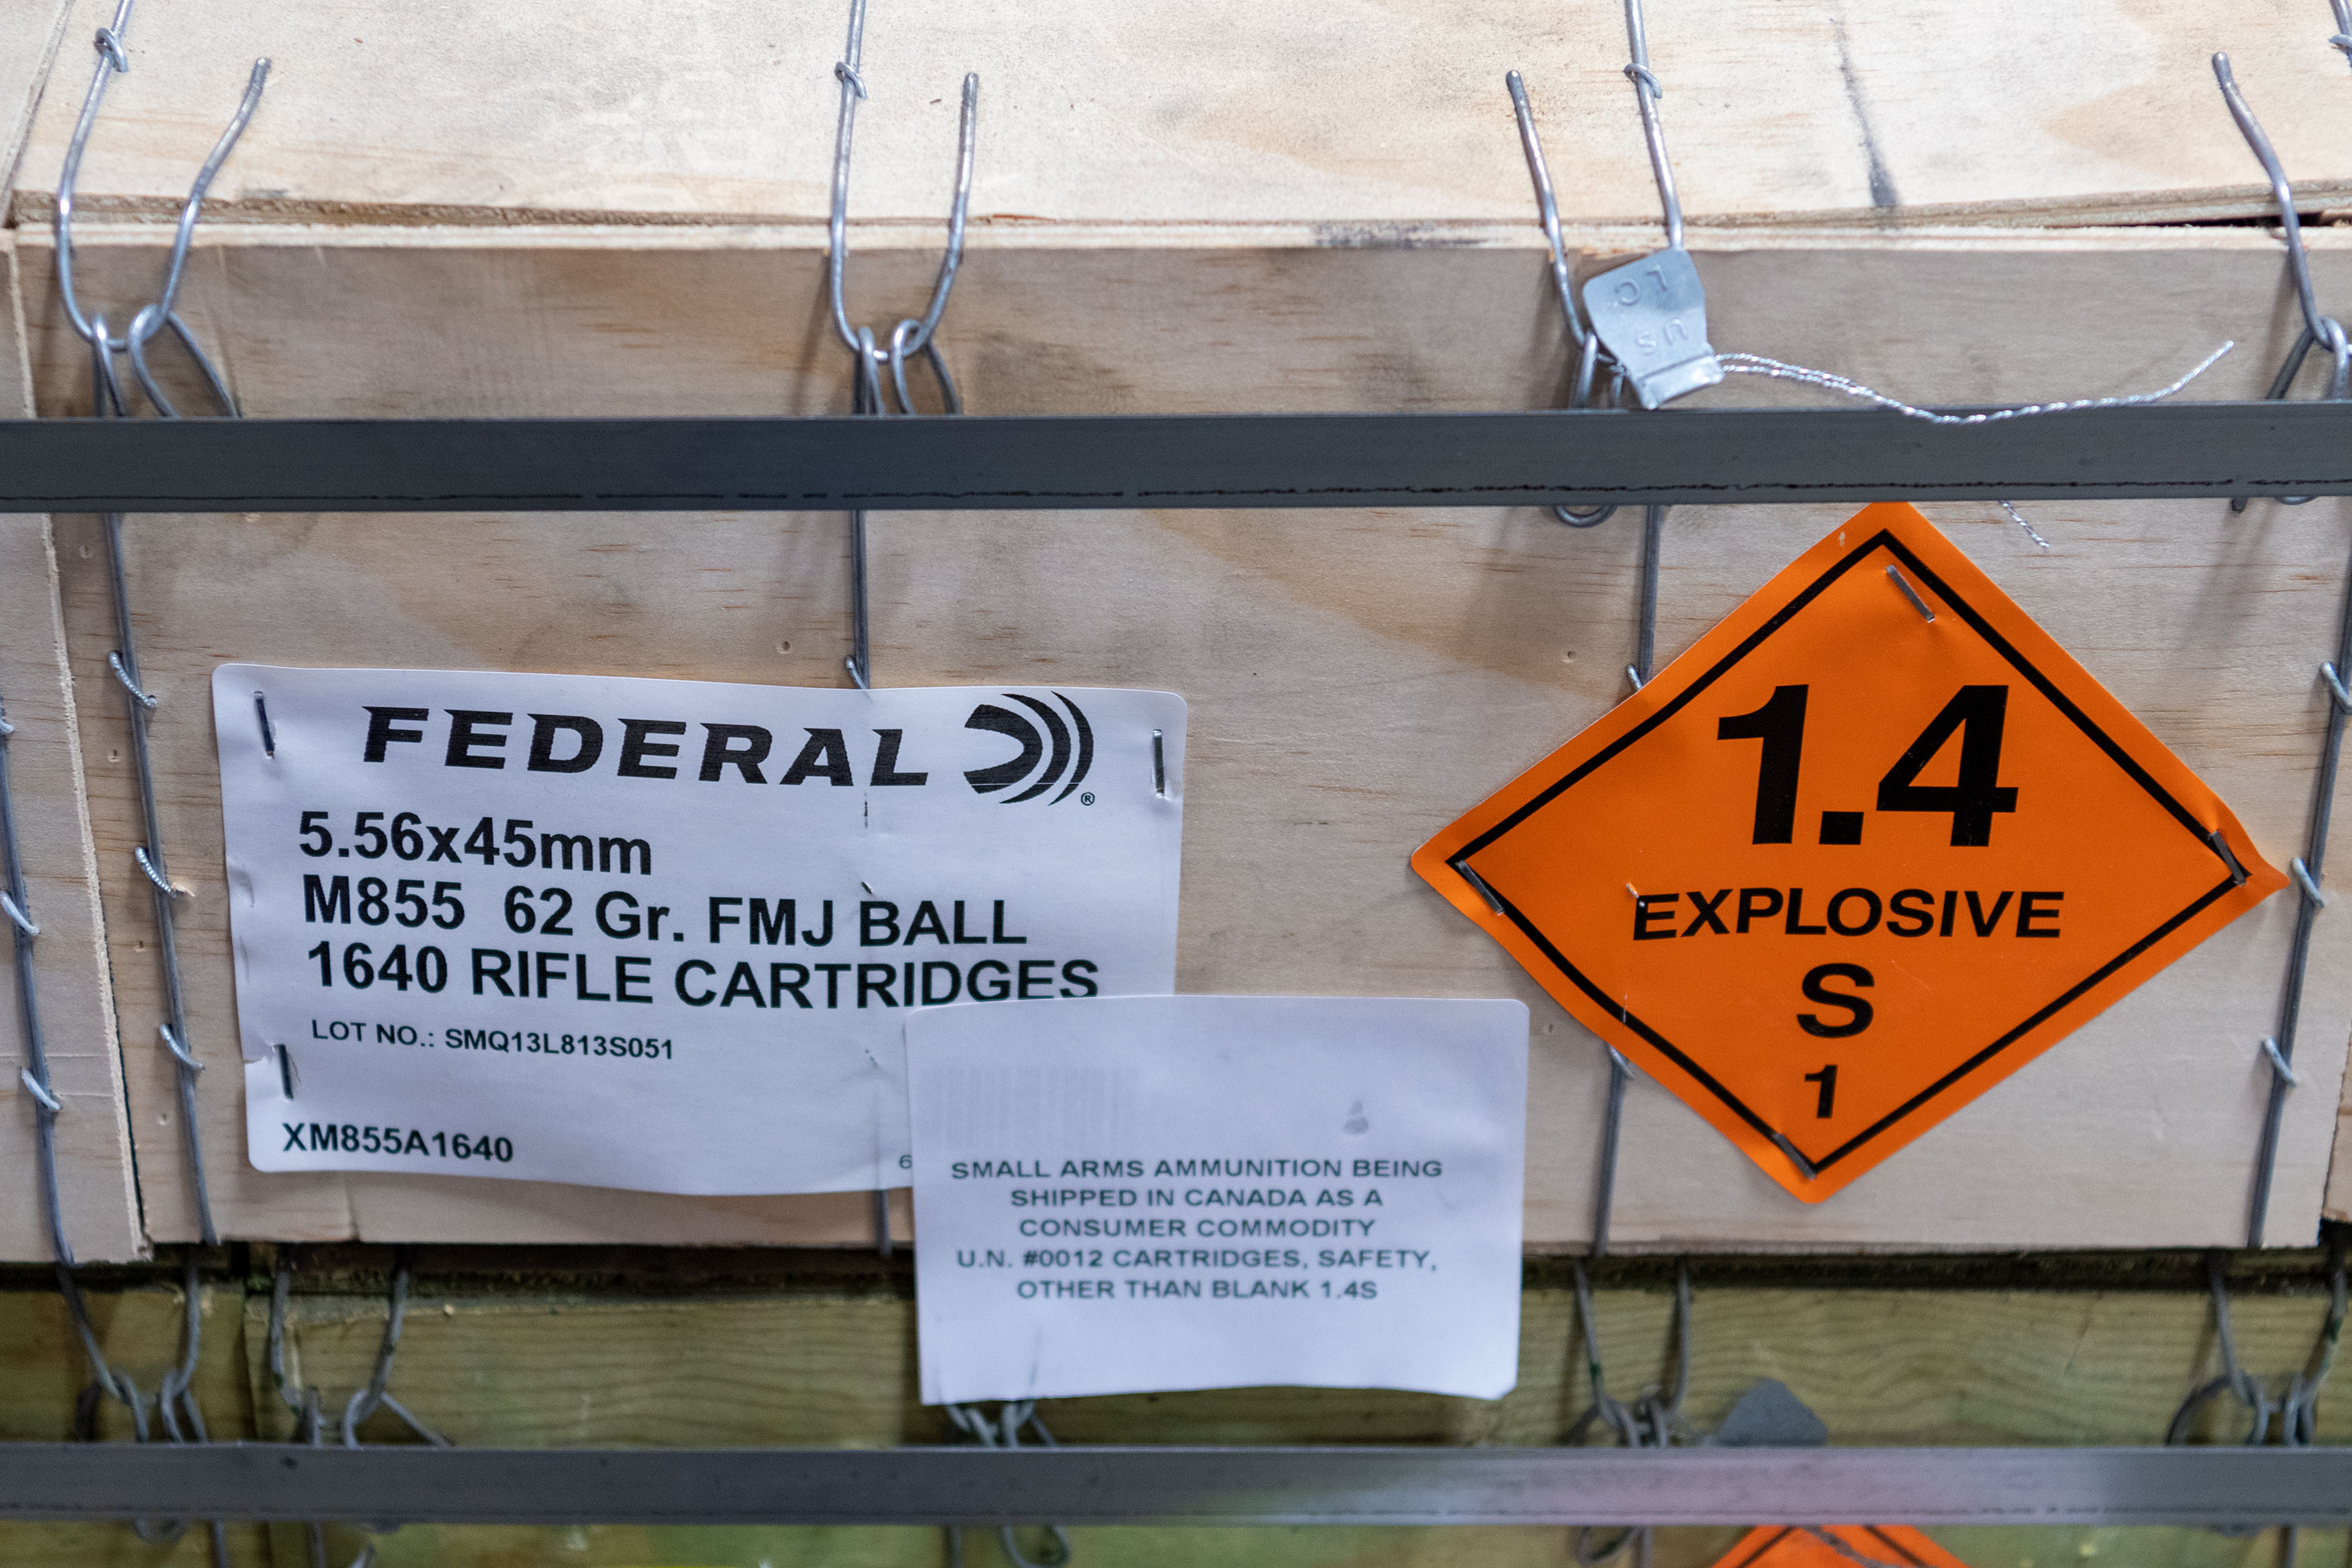 LC
US
FEDERAL ®
5.56x45mm
M855 62 Gr. FMJ BALL
1640 RIFLE CARTRIDGES
LOT NO.: SMQ13L813S051
XM855A1640
6
SMALL ARMS AMMUNITION BEING
SHIPPED IN CANADA AS A
CONSUMER COMMODITY
U.N. #0012 CARTRIDGES, SAFETY,
OTHER THAN BLANK 1.4S
1.4
EXPLOSIVE
S
1